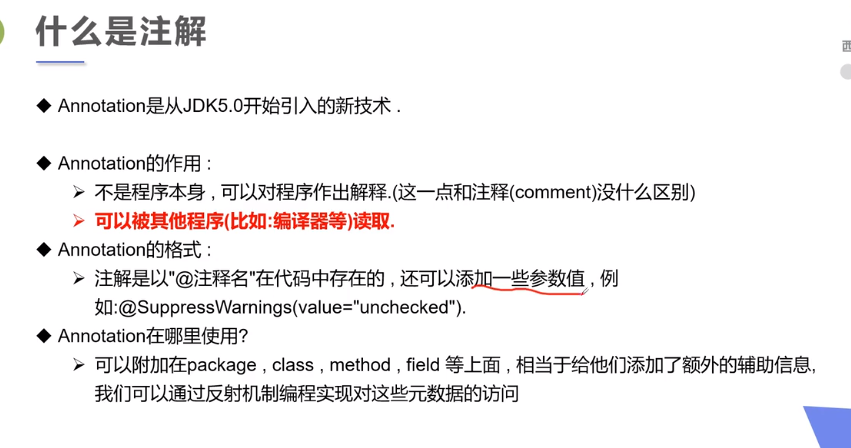 什么是注解
西
◆ Annotation是从JDK5.0开始引入的新技术 .
◆ Annotation的作用 :
➢ 不是程序本身 , 可以对程序作出解释.(这一点和注释(comment)没什么区别)
➢ 可以被其他程序(比如:编译器等)读取.
◆ Annotation的格式 :
➢ 注解是以"@注释名"在代码中存在的 , 还可以添加一些参数值 , 例
如:@SuppressWarnings(value="unchecked").
◆ Annotation在哪里使用?
➢ 可以附加在package , class , method , field 等上面 , 相当于给他们添加了额外的辅助信息,
我们可以通过反射机制编程实现对这些元数据的访问